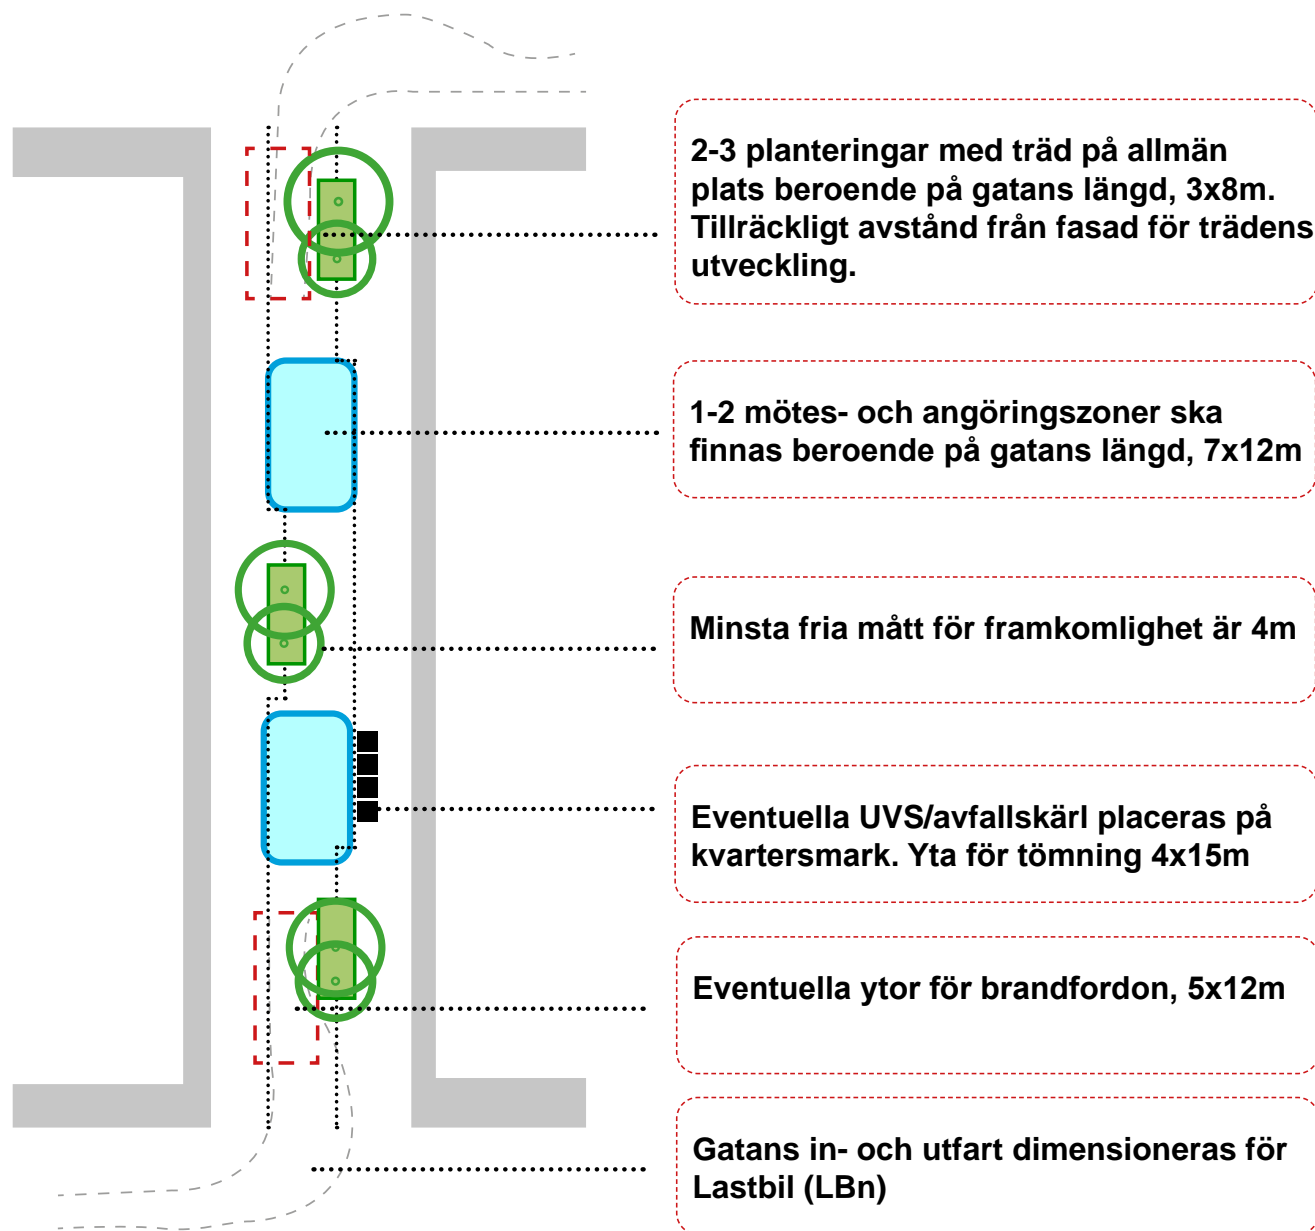 2-3 planteringar med träd på allmän
plats beroende på gatans längd, 3x8m.
Tillräckligt avstånd från fasad för trädens
utveckling.
1-2 mötes- och angöringszoner ska
finnas beroende på gatans längd, 7x12m
Minsta fria mått för framkomlighet är 4m
Eventuella UVS/avfallskärl placeras på
kvartersmark. Yta för tömning 4x15m
Eventuella ytor för brandfordon, 5x12m
Gatans in- och utfart dimensioneras för
Lastbil (LBn)